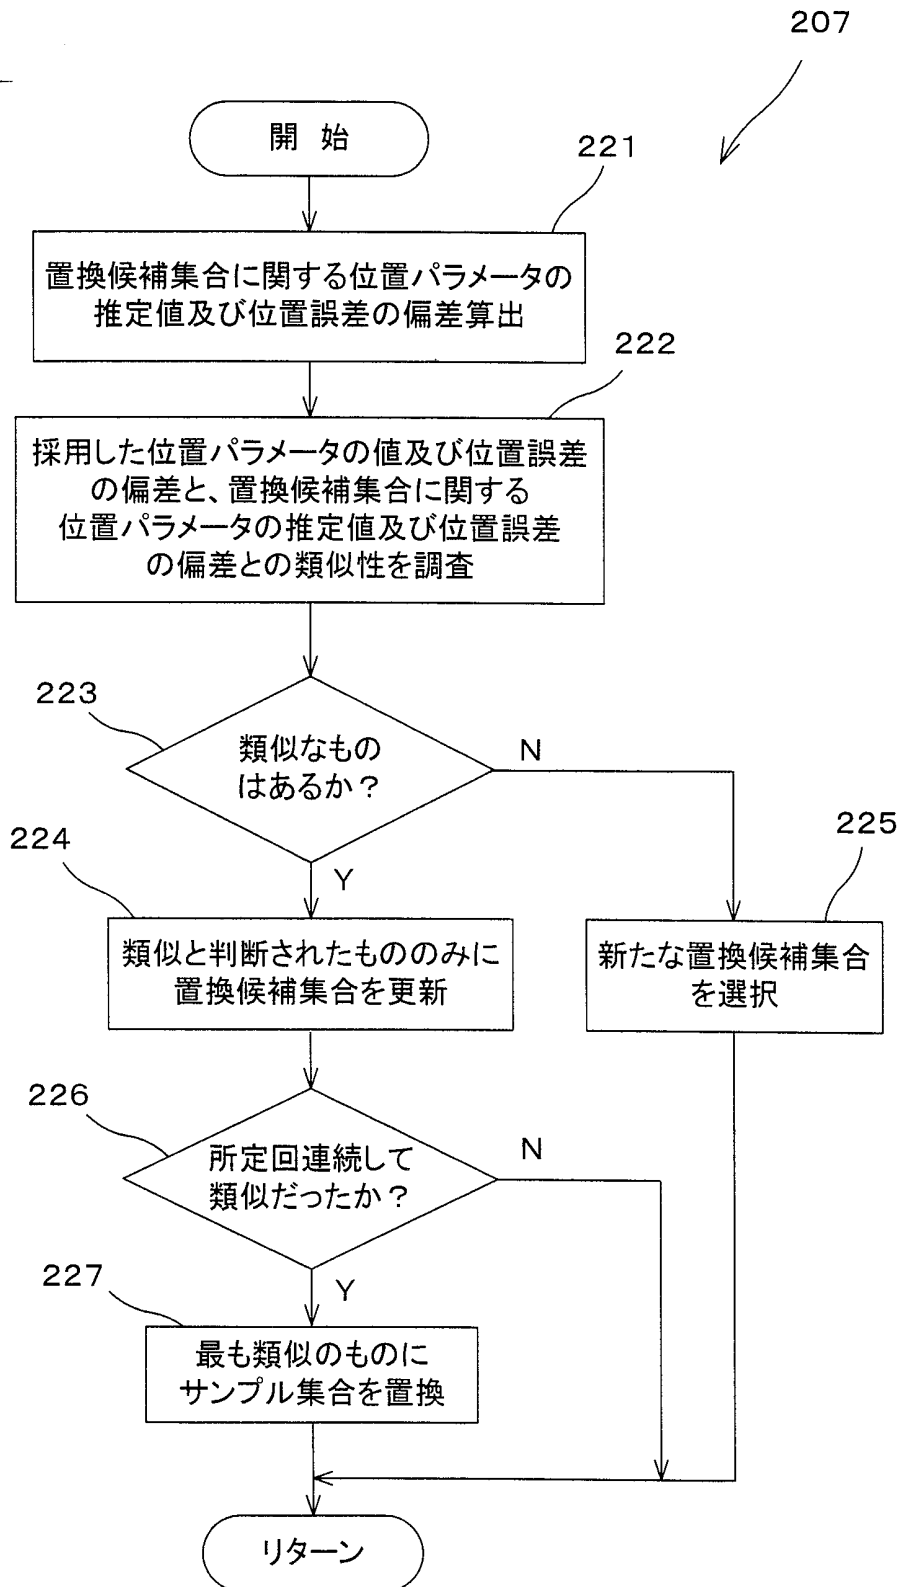 207
開 始
221
置換候補集合に関する位置パラメータの
推定値及び位置誤差の偏差算出
222
採用した位置パラメータの値及び位置誤差
の偏差と、置換候補集合に関する
位置パラメータの推定値及び位置誤差
の偏差との類似性を調査
223
類似なもの
はあるか？
N
Y
224
類似と判断されたもののみに
置換候補集合を更新
225
新たな置換候補集合
を選択
226
所定回連続して
類似だったか？
N
Y
227
最も類似のものに
サンプル集合を置換
リターン